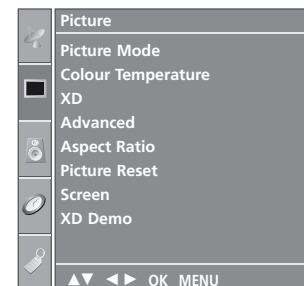 Picture
Picture Mode
Colour Temperature
XD
Advanced
Aspect Ratio
Picture Reset
Screen
XD Demo
▲▼ ◄► OK MENU